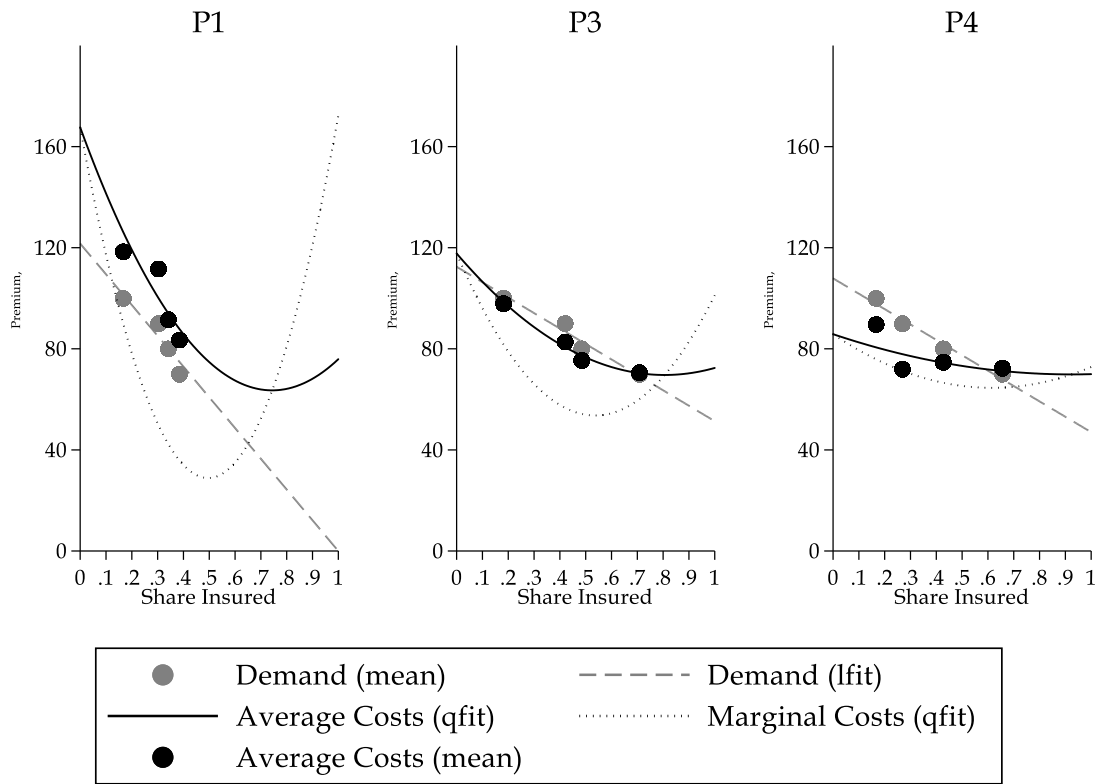 P1
P3
P4
Premium,
160
120
80
40
0
0 .1 .2 .3 .4 .5 .6 .7 .8 .9 1
Share Insured
Premium,
160
120
80
40
0
0 .1 .2 .3 .4 .5 .6 .7 .8 .9 1
Share Insured
Premium,
160
120
80
40
0
0 .1 .2 .3 .4 .5 .6 .7 .8 .9 1
Share Insured
Demand (mean)
Demand (lfit)
Average Costs (qfit)
Marginal Costs (qfit)
Average Costs (mean)